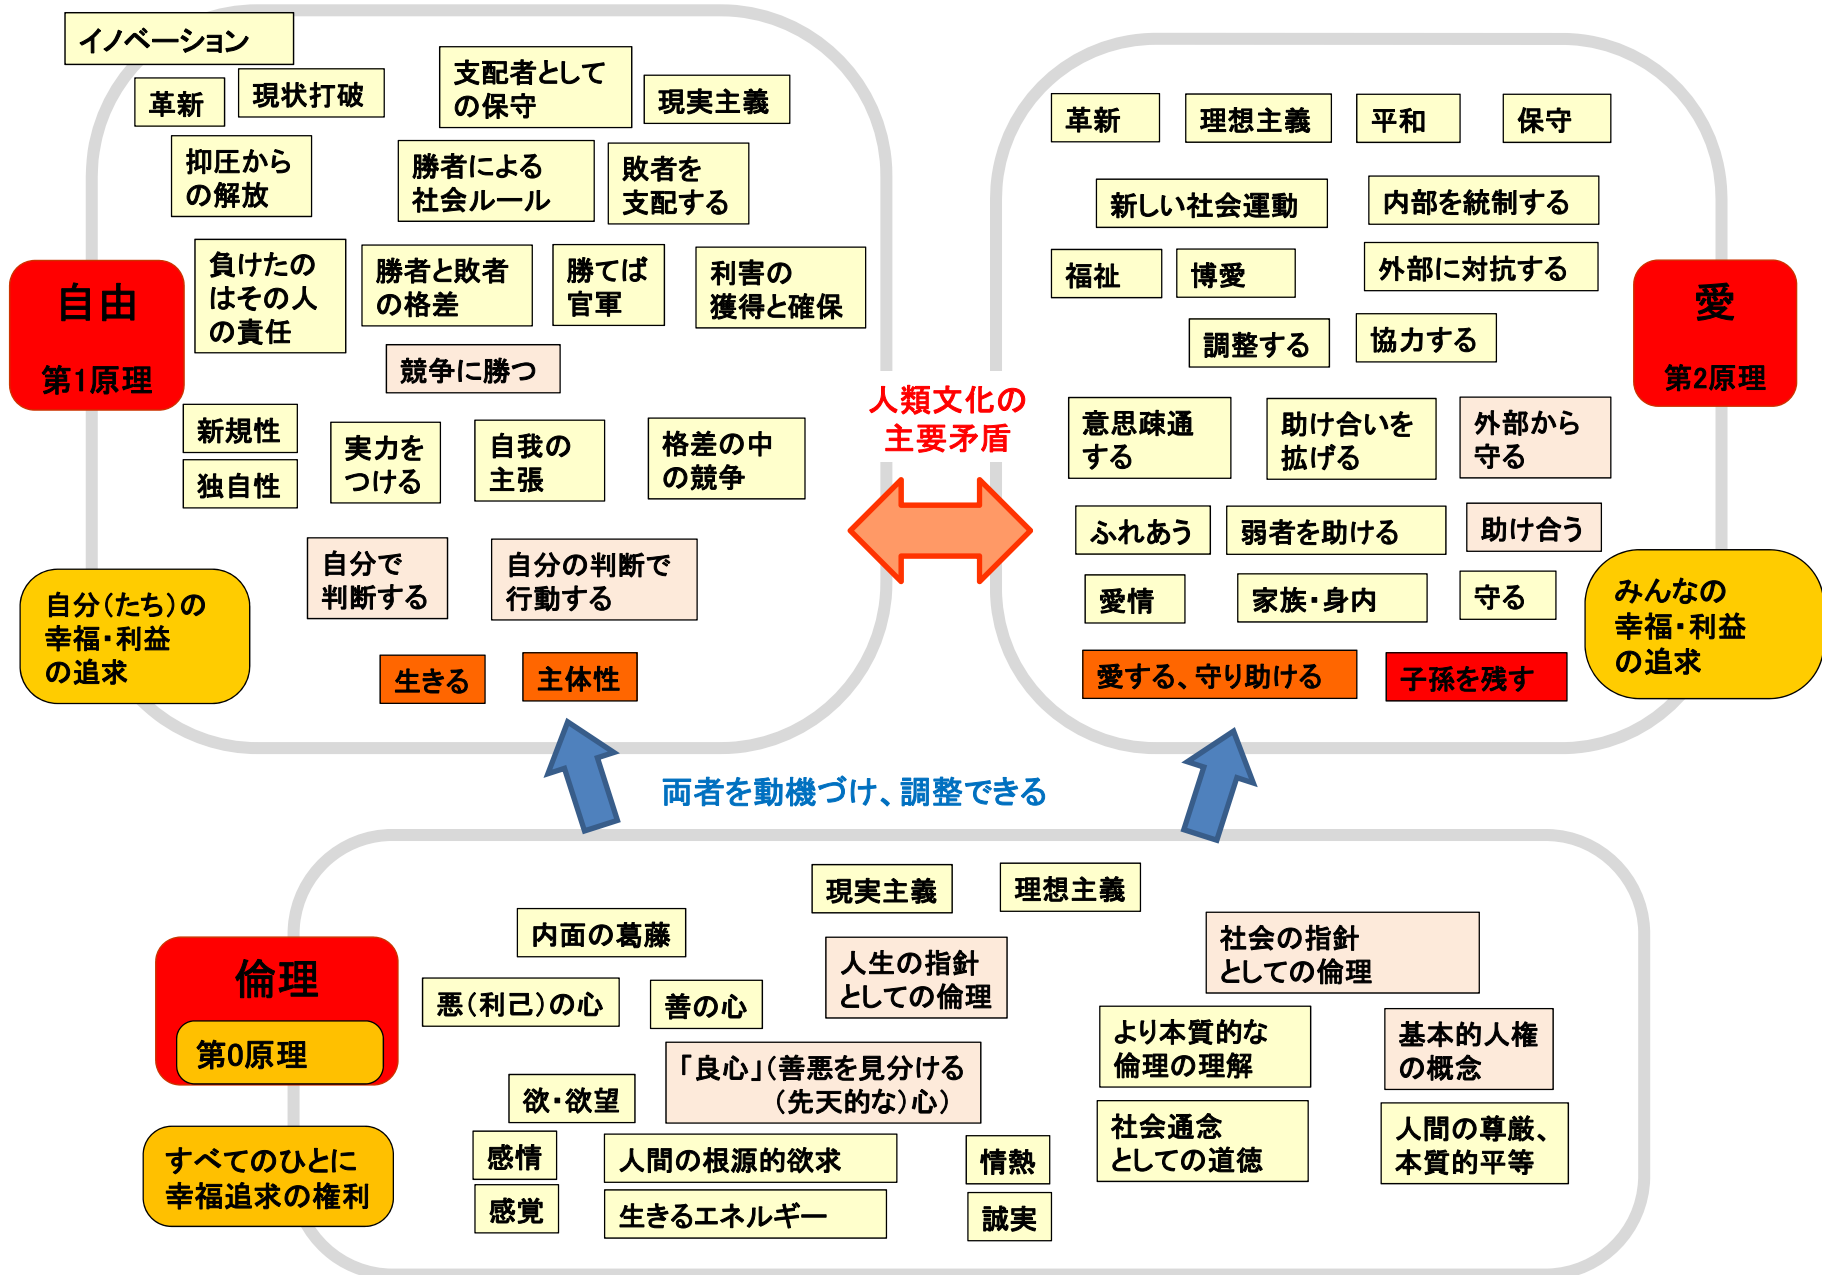 イノベーション
革新
現状打破
支配者として
の保守
現実主義
抑圧から
の解放
勝者による
社会ルール
敗者を
支配する
負けたの
はその人
の責任
勝者と敗者
の格差
勝てば
官軍
利害の
獲得と確保
自由
第1原理
競争に勝つ
新規性
独自性
実力を
つける
自我の
主張
格差の中
の競争
自分で
判断する
自分の判断で
行動する
自分(たち)の
幸福・利益
の追求
生きる
主体性
人類文化の
主要矛盾
革新
理想主義
平和
保守
新しい社会運動
内部を統制する
福祉
博愛
外部に対抗する
愛
第2原理
調整する
協力する
意思疎通
する
助け合いを
拡げる
外部から
守る
ふれあう
弱者を助ける
助け合う
愛情
家族・身内
守る
みんなの
幸福・利益
の追求
愛する、守り助ける
子孫を残す
両者を動機づけ、調整できる
現実主義
理想主義
内面の葛藤
人生の指針
としての倫理
社会の指針
としての倫理
倫理
第0原理
悪(利己)の心
善の心
より本質的な
倫理の理解
基本的人権
の概念
「良心」(善悪を見分ける
(先天的な)心)
欲・欲望
社会通念
としての道徳
人間の尊厳、
本質的平等
すべてのひとに
幸福追求の権利
感情
人間の根源的欲求
情熱
感覚
生きるエネルギー
誠実